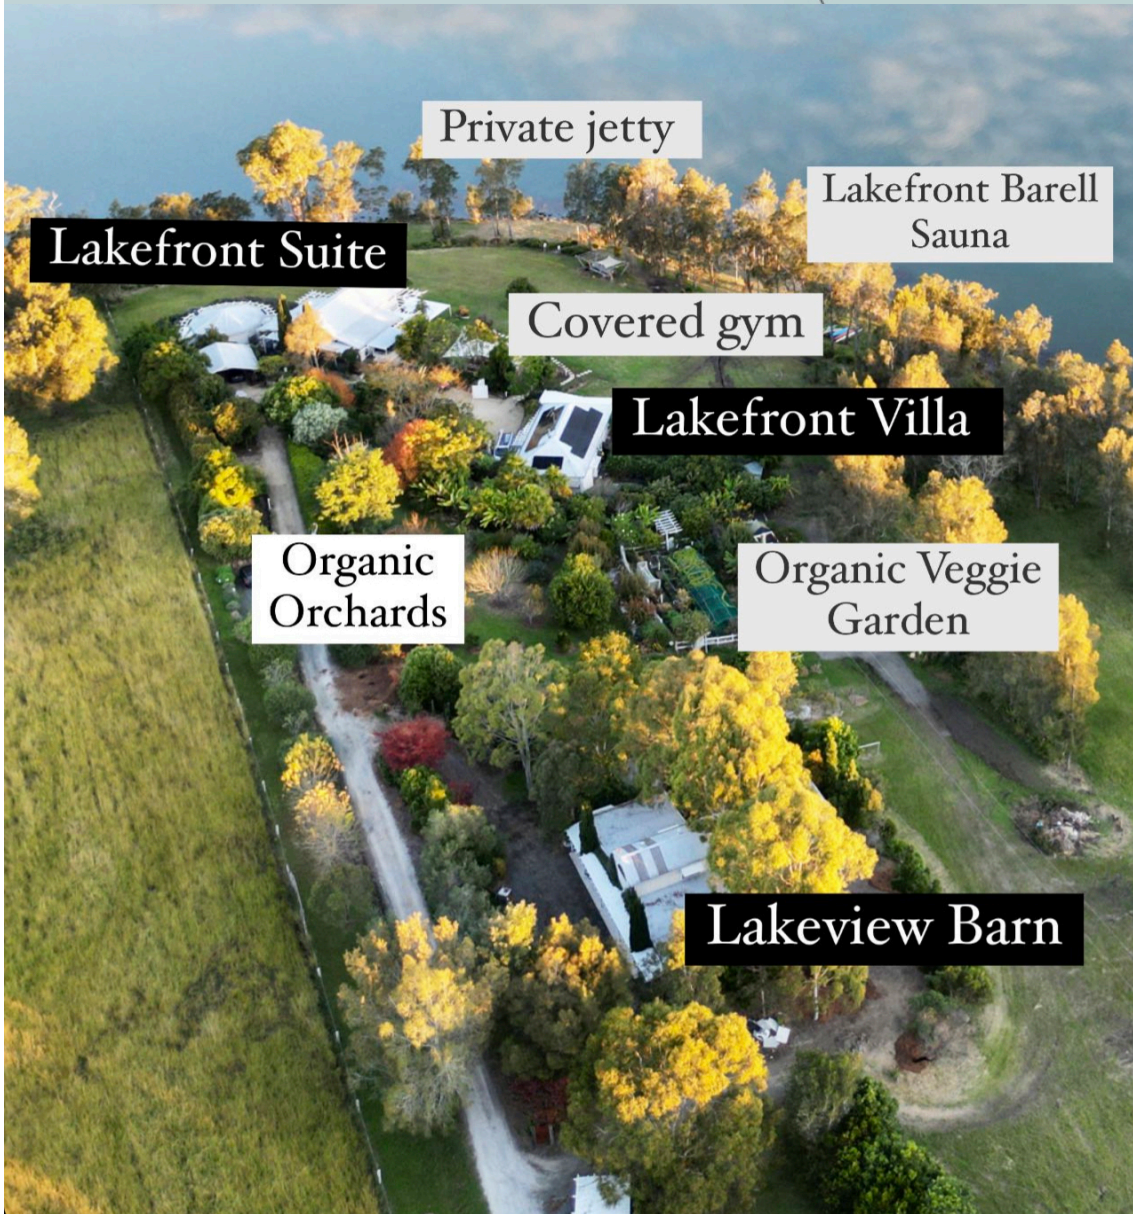 Private jetty
Lakefront Barell
Sauna
Lakefront Suite
Covered gym
Lakefront Villa
Organic
Orchards
Organic Veggie
Garden
Lakeview Barn